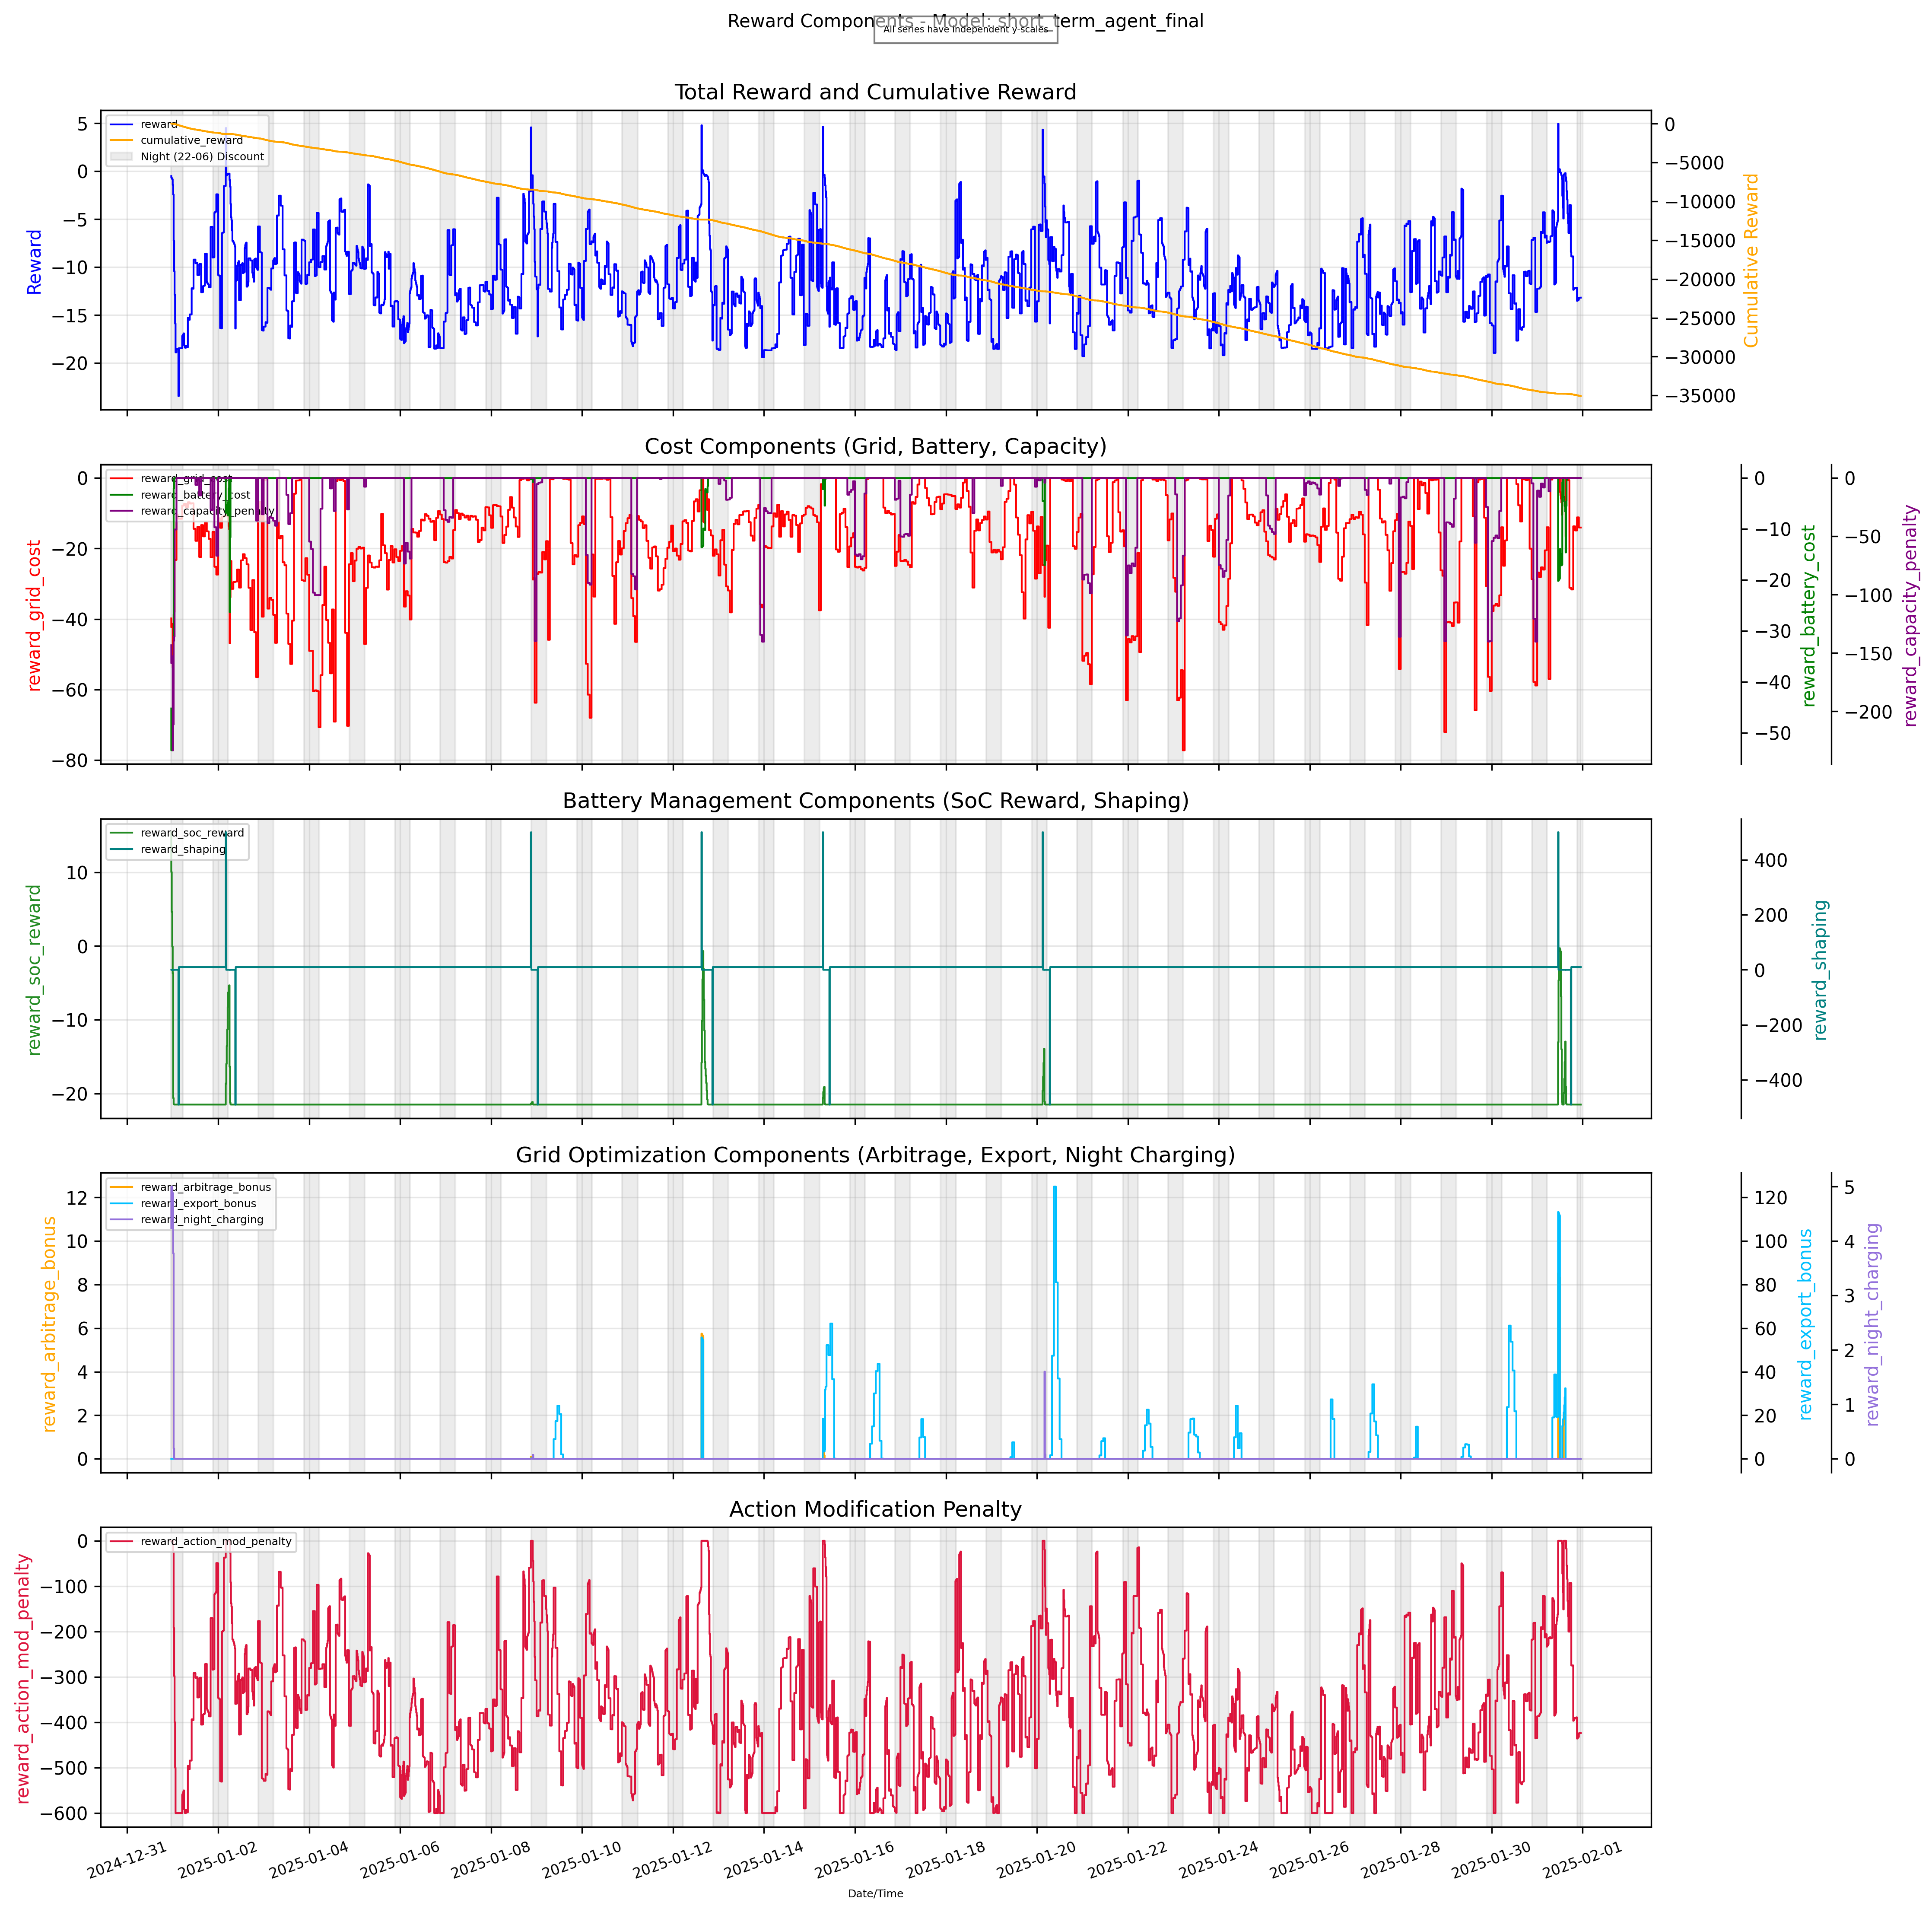 Reward Components - Model: short_term_agent_final
All series have independent y-scales
Total Reward and Cumulative Reward
reward
cumulative_reward
Night (22-06) Discount
Reward
5
0
−5
−10
−15
−20
0
−5000
−10000
−15000
−20000
−25000
−30000
−35000
Cumulative Reward
Cost Components (Grid, Battery, Capacity)
reward_grid_cost
reward_battery_cost
reward_capacity_penalty
reward_grid_cost
0
−20
−40
−60
−80
0
−10
−20
−30
−40
−50
reward_battery_cost
0
−50
−100
−150
−200
reward_capacity_penalty
Battery Management Components (SoC Reward, Shaping)
reward_soc_reward
reward_shaping
reward_soc_reward
10
0
−10
−20
400
200
0
−200
−400
reward_shaping
Grid Optimization Components (Arbitrage, Export, Night Charging)
reward_arbitrage_bonus
reward_export_bonus
reward_night_charging
reward_arbitrage_bonus
12
10
8
6
4
2
0
120
100
80
60
40
20
0
reward_export_bonus
5
4
3
2
1
0
reward_night_charging
Action Modification Penalty
reward_action_mod_penalty
reward_action_mod_penalty
0
−100
−200
−300
−400
−500
−600
2024-12-31
2025-01-02
2025-01-04
2025-01-06
2025-01-08
2025-01-10
2025-01-12
2025-01-14
2025-01-16
2025-01-18
2025-01-20
2025-01-22
2025-01-24
2025-01-26
2025-01-28
2025-01-30
2025-02-01
Date/Time